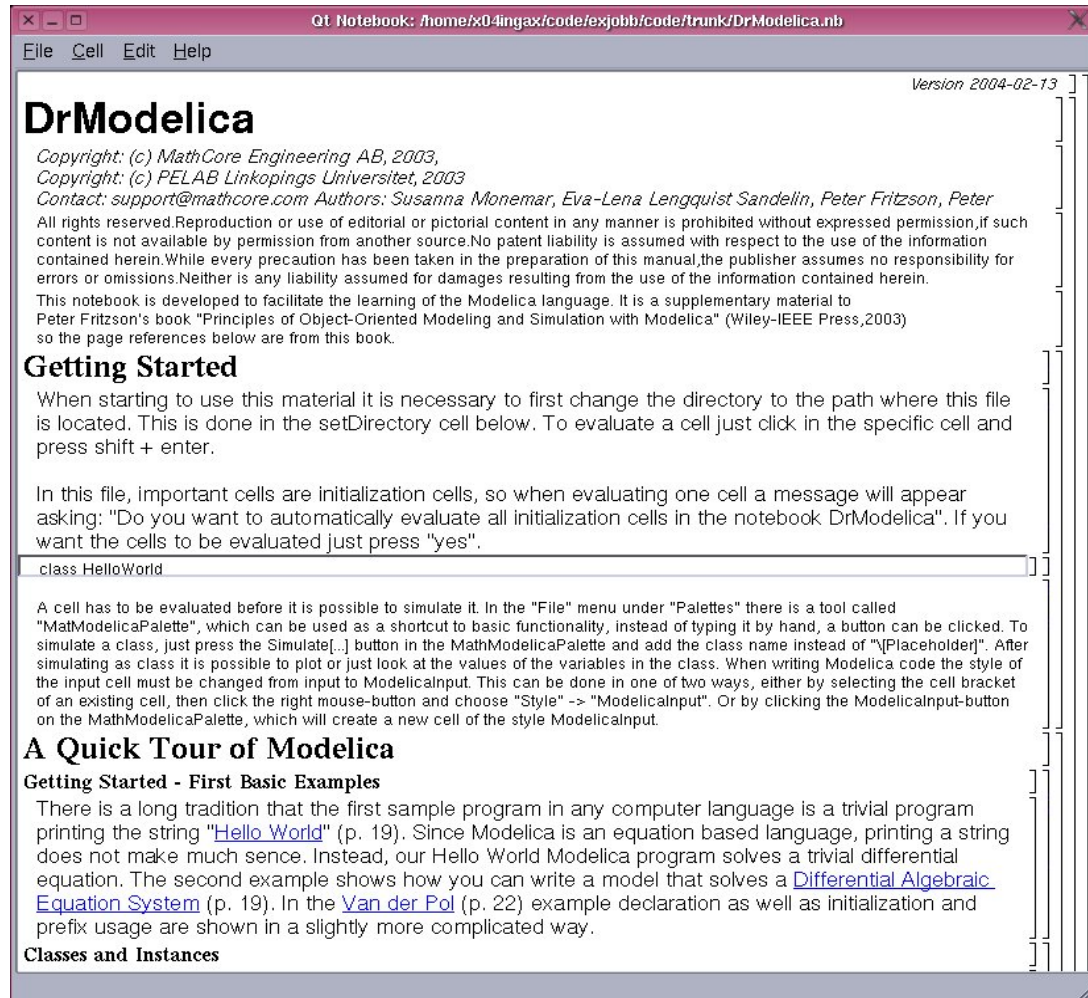 Qt Notebook: /home/x04ingax/code/exjobb/code/trunk/DrModelica.nb
File Cell Edit Help
Version 2004-02-13
DrModelica
Copyright: (c) MathCore Engineering AB, 2003,
Copyright: (c) PELAB Linkopings Universitet, 2003
Contact: support@mathcore.com Authors: Susanna Monemar, Eva-Lena Lengquist Sandelin, Peter Fritzson, Peter
All rights reserved.Reproduction or use of editorial or pictorial content in any manner is prohibited without expressed permission,if such
content is not available by permission from another source.No patent liability is assumed with respect to the use of the information
contained herein.While every precaution has been taken in the preparation of this manual,the publisher assumes no responsibility for
errors or omissions.Neither is any liability assumed for damages resulting from the use of the information contained herein.
This notebook is developed to facilitate the learning of the Modelica language. It is a supplementary material to
Peter Fritzson's book "Principles of Object-Oriented Modeling and Simulation with Modelica" (Wiley-IEEE Press,2003)
so the page references below are from this book.
Getting Started
When starting to use this material it is necessary to first change the directory to the path where this file
is located. This is done in the setDirectory cell below. To evaluate a cell just click in the specific cell and
press shift + enter.
In this file, important cells are initialization cells, so when evaluating one cell a message will appear
asking: "Do you want to automatically evaluate all initialization cells in the notebook DrModelica". If you
want the cells to be evaluated just press "yes".
class HelloWorld
A cell has to be evaluated before it is possible to simulate it. In the "File" menu under "Palettes" there is a tool called
"MatModelicaPalette", which can be used as a shortcut to basic functionality, instead of typing it by hand, a button can be clicked. To
simulate a class, just press the Simulate[...] button in the MathModelicaPalette and add the class name instead of "\[Placeholder]". After
simulating as class it is possible to plot or just look at the values of the variables in the class. When writing Modelica code the style of
the input cell must be changed from input to ModelicaInput. This can be done in one of two ways, either by selecting the cell bracket
of an existing cell, then click the right mouse-button and choose "Style" -> "ModelicaInput". Or by clicking the ModelicaInput-button
on the MathModelicaPalette, which will create a new cell of the style ModelicaInput.
A Quick Tour of Modelica
Getting Started - First Basic Examples
There is a long tradition that the first sample program in any computer language is a trivial program
printing the string "Hello World" (p. 19). Since Modelica is an equation based language, printing a string
does not make much sence. Instead, our Hello World Modelica program solves a trivial differential
equation. The second example shows how you can write a model that solves a Differential Algebraic
Equation System (p. 19). In the Van der Pol (p. 22) example declaration as well as initialization and
prefix usage are shown in a slightly more complicated way.
Classes and Instances